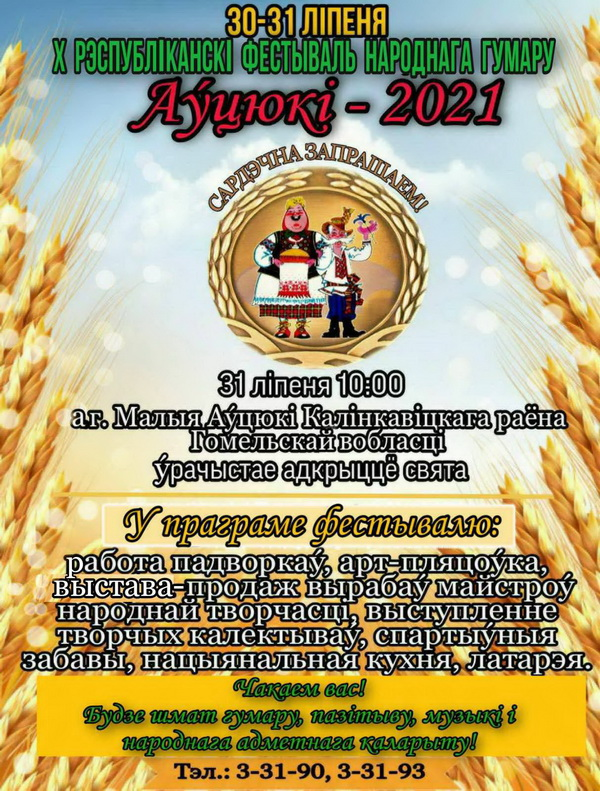 30-31 ЛІПЕНЯ
X РЭСПУБЛІКАНСКІ ФЕСТЫВАЛЬ НАРОДНАГА ГУМАРУ
Аўцюкі - 2021
САРДЭЧНА ЗАПРАШАЕМ!
31 ліпеня 10:00
а.г. Малыя Аўцюкі Калінкавіцкага раёна
Гомельскай вобласці
ўрачыстае адкрыццё свята
У праграме фестывалю:
работа падворкаў, арт-пляцоўка,
выстава-продаж вырабаў майстроў
народнай творчасці, выступленне
творчых калектываў, спартыўныя
забавы, нацыянальная кухня, латарэя.
Чакаем вас!
Будзе шмат гумару, пазітыву, музыкі і
народнага адметнага каларыту!
Тэл.: 3-31-90, 3-31-93